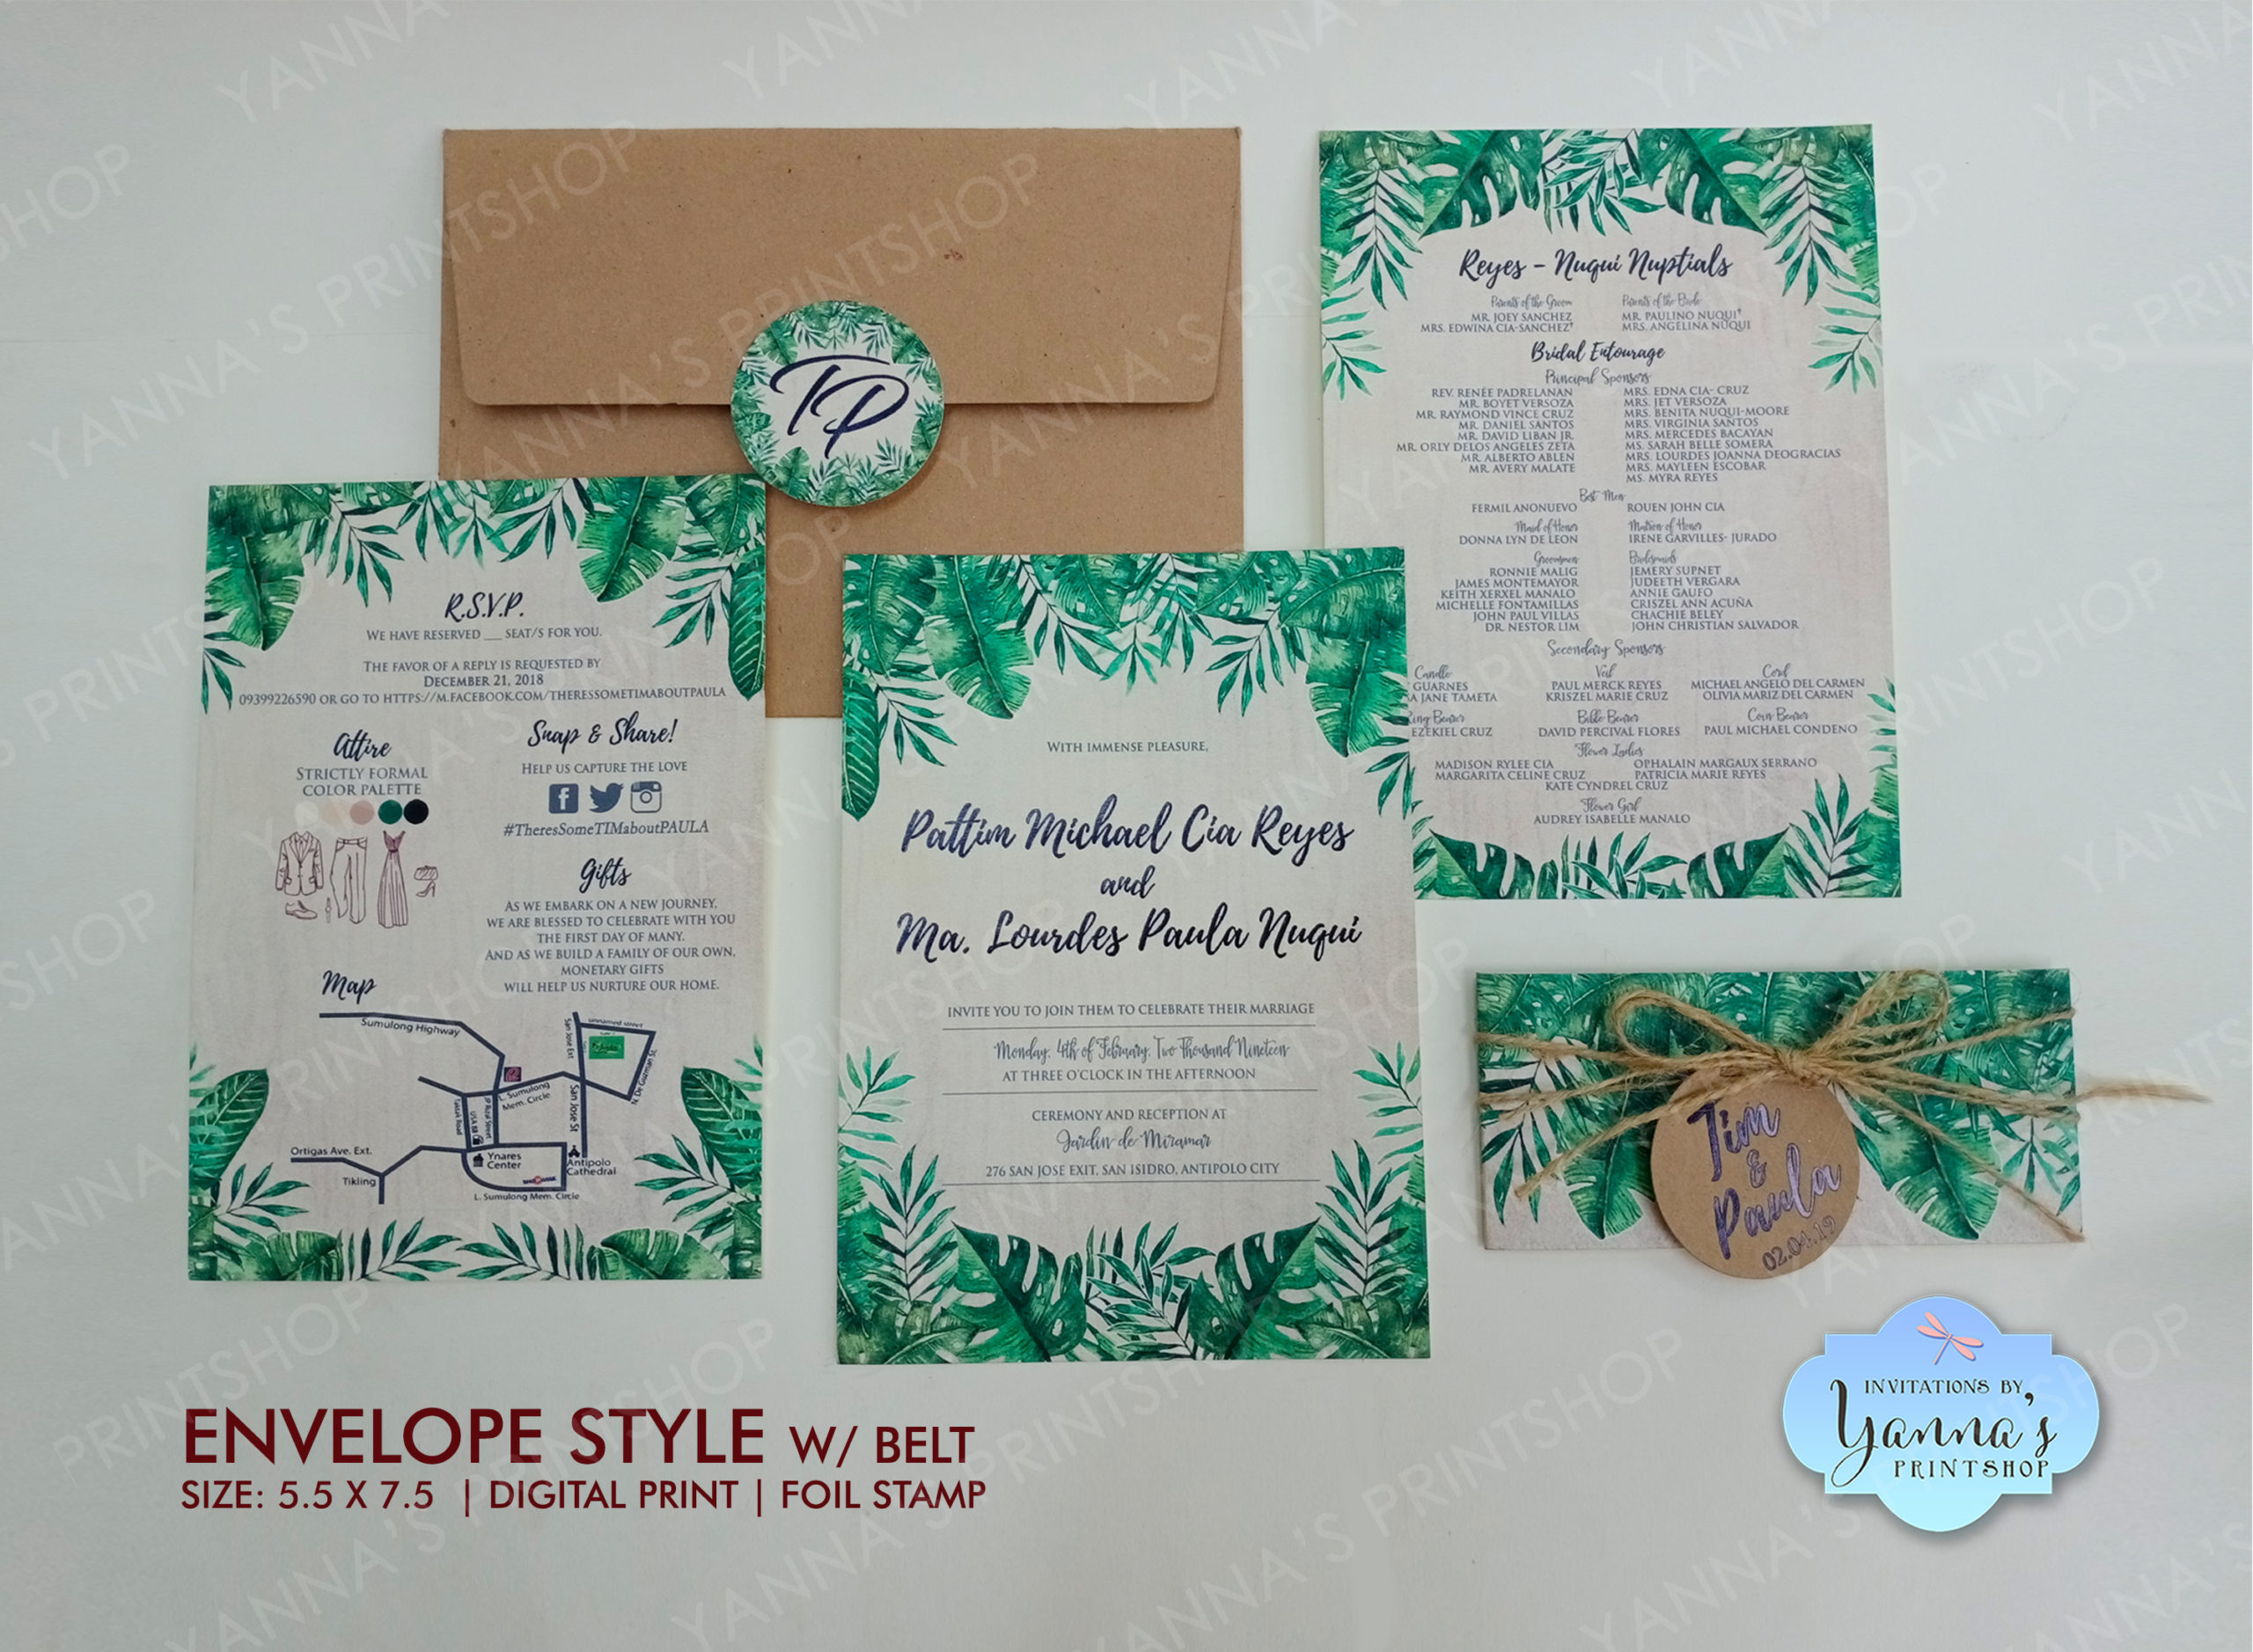 TP
R.S.V.P.
WE HAVE RESERVED ___ SEAT/S FOR YOU.
THE FAVOR OF A REPLY IS REQUESTED BY
DECEMBER 21, 2018
09399226590 OR GO TO HTTPS://M.FACEBOOK.COM/THERESSOMETIMABOUTPAULA
Attire
STRICTLY FORMAL
COLOR PALETTE
Snap & Share!
HELP US CAPTURE THE LOVE
#TheresSomeTIMaboutPAULA
Gifts
AS WE EMBARK ON A NEW JOURNEY,
WE ARE BLESSED TO CELEBRATE WITH YOU
THE FIRST DAY OF MANY.
AND AS WE BUILD A FAMILY OF OUR OWN,
MONETARY GIFTS
WILL HELP US NURTURE OUR HOME.
Map
Sumulong Highway
San Jose Ext
unnamed street
N. De Guzman St.
L. Sumulong
Mem. Circle
San Jose St
Taktak Road
Ortigas Ave. Ext.
Tikling
Ynares
Center
Antipolo
Cathedral
L. Sumulong Mem. Circle
WITH IMMENSE PLEASURE,
Pattim Michael Cia Reyes
and
Ma. Lourdes Paula Nuqui
INVITE YOU TO JOIN THEM TO CELEBRATE THEIR MARRIAGE
Monday, 4th of February, Two Thousand Nineteen
AT THREE O'CLOCK IN THE AFTERNOON
CEREMONY AND RECEPTION AT
Jardin de Miramar
276 SAN JOSE EXIT, SAN ISIDRO, ANTIPOLO CITY
Reyes - Nuqui Nuptials
Parents of the Groom
MR. JOEY SANCHEZ
MRS. EDWINA CIA-SANCHEZ†
Parents of the Bride
MR. PAULINO NUQUI†
MRS. ANGELINA NUQUI
Bridal Entourage
Principal Sponsors
REV. RENÉE PADRELANAN
MR. BOYET VERSOZA
MR. RAYMOND VINCE CRUZ
MR. DANIEL SANTOS
MR. DAVID LIBAN JR.
MR. ORLY DELOS ANGELES ZETA
MR. ALBERTO ABLEN
MR. AVERY MALATE
MRS. EDNA CIA- CRUZ
MRS. JET VERSOZA
MRS. BENITA NUQUI-MOORE
MRS. VIRGINIA SANTOS
MRS. MERCEDES BACAYAN
MS. SARAH BELLE SOMERA
MRS. LOURDES JOANNA DEOGRACIAS
MRS. MAYLEEN ESCOBAR
MS. MYRA REYES
Best Men
FERMIL ANONUEVO
ROUEN JOHN CIA
Maid of Honor
DONNA LYN DE LEON
Matron of Honor
IRENE GARVILLES- JURADO
Groomsmen
RONNIE MALIG
JAMES MONTEMAYOR
KEITH XERXEL MANALO
MICHELLE FONTAMILLAS
JOHN PAUL VILLAS
DR. NESTOR LIM
Bridesmaids
JEMERY SUPNET
JUDEETH VERGARA
ANNIE GAUFO
CRISZEL ANN ACUÑA
CHACHIE BELEY
JOHN CHRISTIAN SALVADOR
Secondary Sponsors
Candle
GUARNES
A JANE TAMETA
Veil
PAUL MERCK REYES
KRISZEL MARIE CRUZ
Cord
MICHAEL ANGELO DEL CARMEN
OLIVIA MARIZ DEL CARMEN
Ring Bearer
EZEKIEL CRUZ
Bible Bearer
DAVID PERCIVAL FLORES
Coin Bearer
PAUL MICHAEL CONDENO
Flower Ladies
MADISON RYLEE CIA
MARGARITA CELINE CRUZ
OPHALAIN MARGAUX SERRANO
PATRICIA MARIE REYES
KATE CYNDREL CRUZ
Flower Girl
AUDREY ISABELLE MANALO
Tim
&
Paula
02.04.19
ENVELOPE STYLE W/ BELT
SIZE: 5.5 X 7.5 | DIGITAL PRINT | FOIL STAMP
INVITATIONS BY,
Yanna's
PRINTSHOP
YANNA'S PRINTSHOP